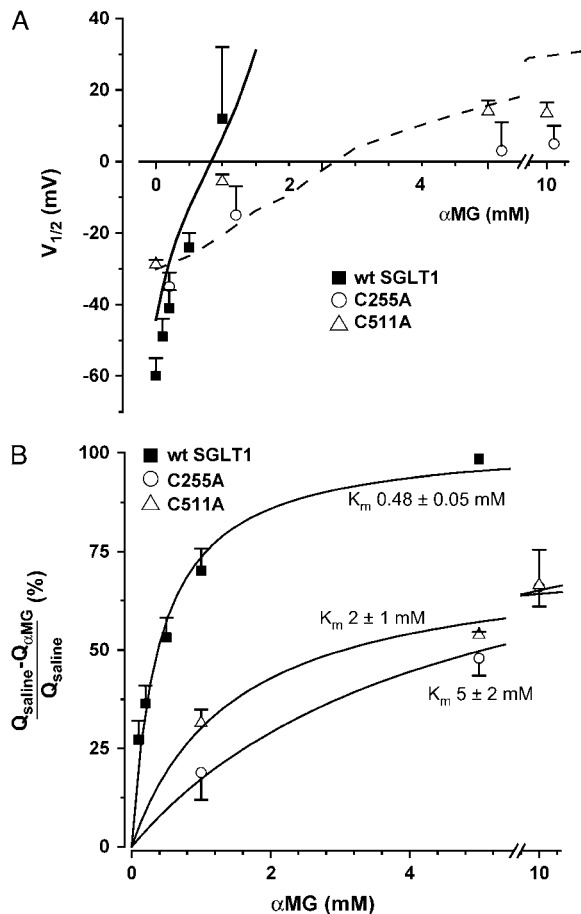 A
40
20
0
-20
-40
-60
V1/2 (mV)
0
2
4
10
αMG (mM)
wt SGLT1
C255A
C511A
B
100
75
50
25
0
Qsaline-QαMG
Qsaline
(%)
wt SGLT1
C255A
C511A
Km 0.48 ± 0.05 mM
Km 2 ± 1 mM
Km 5 ± 2 mM
0
2
4
10
αMG (mM)